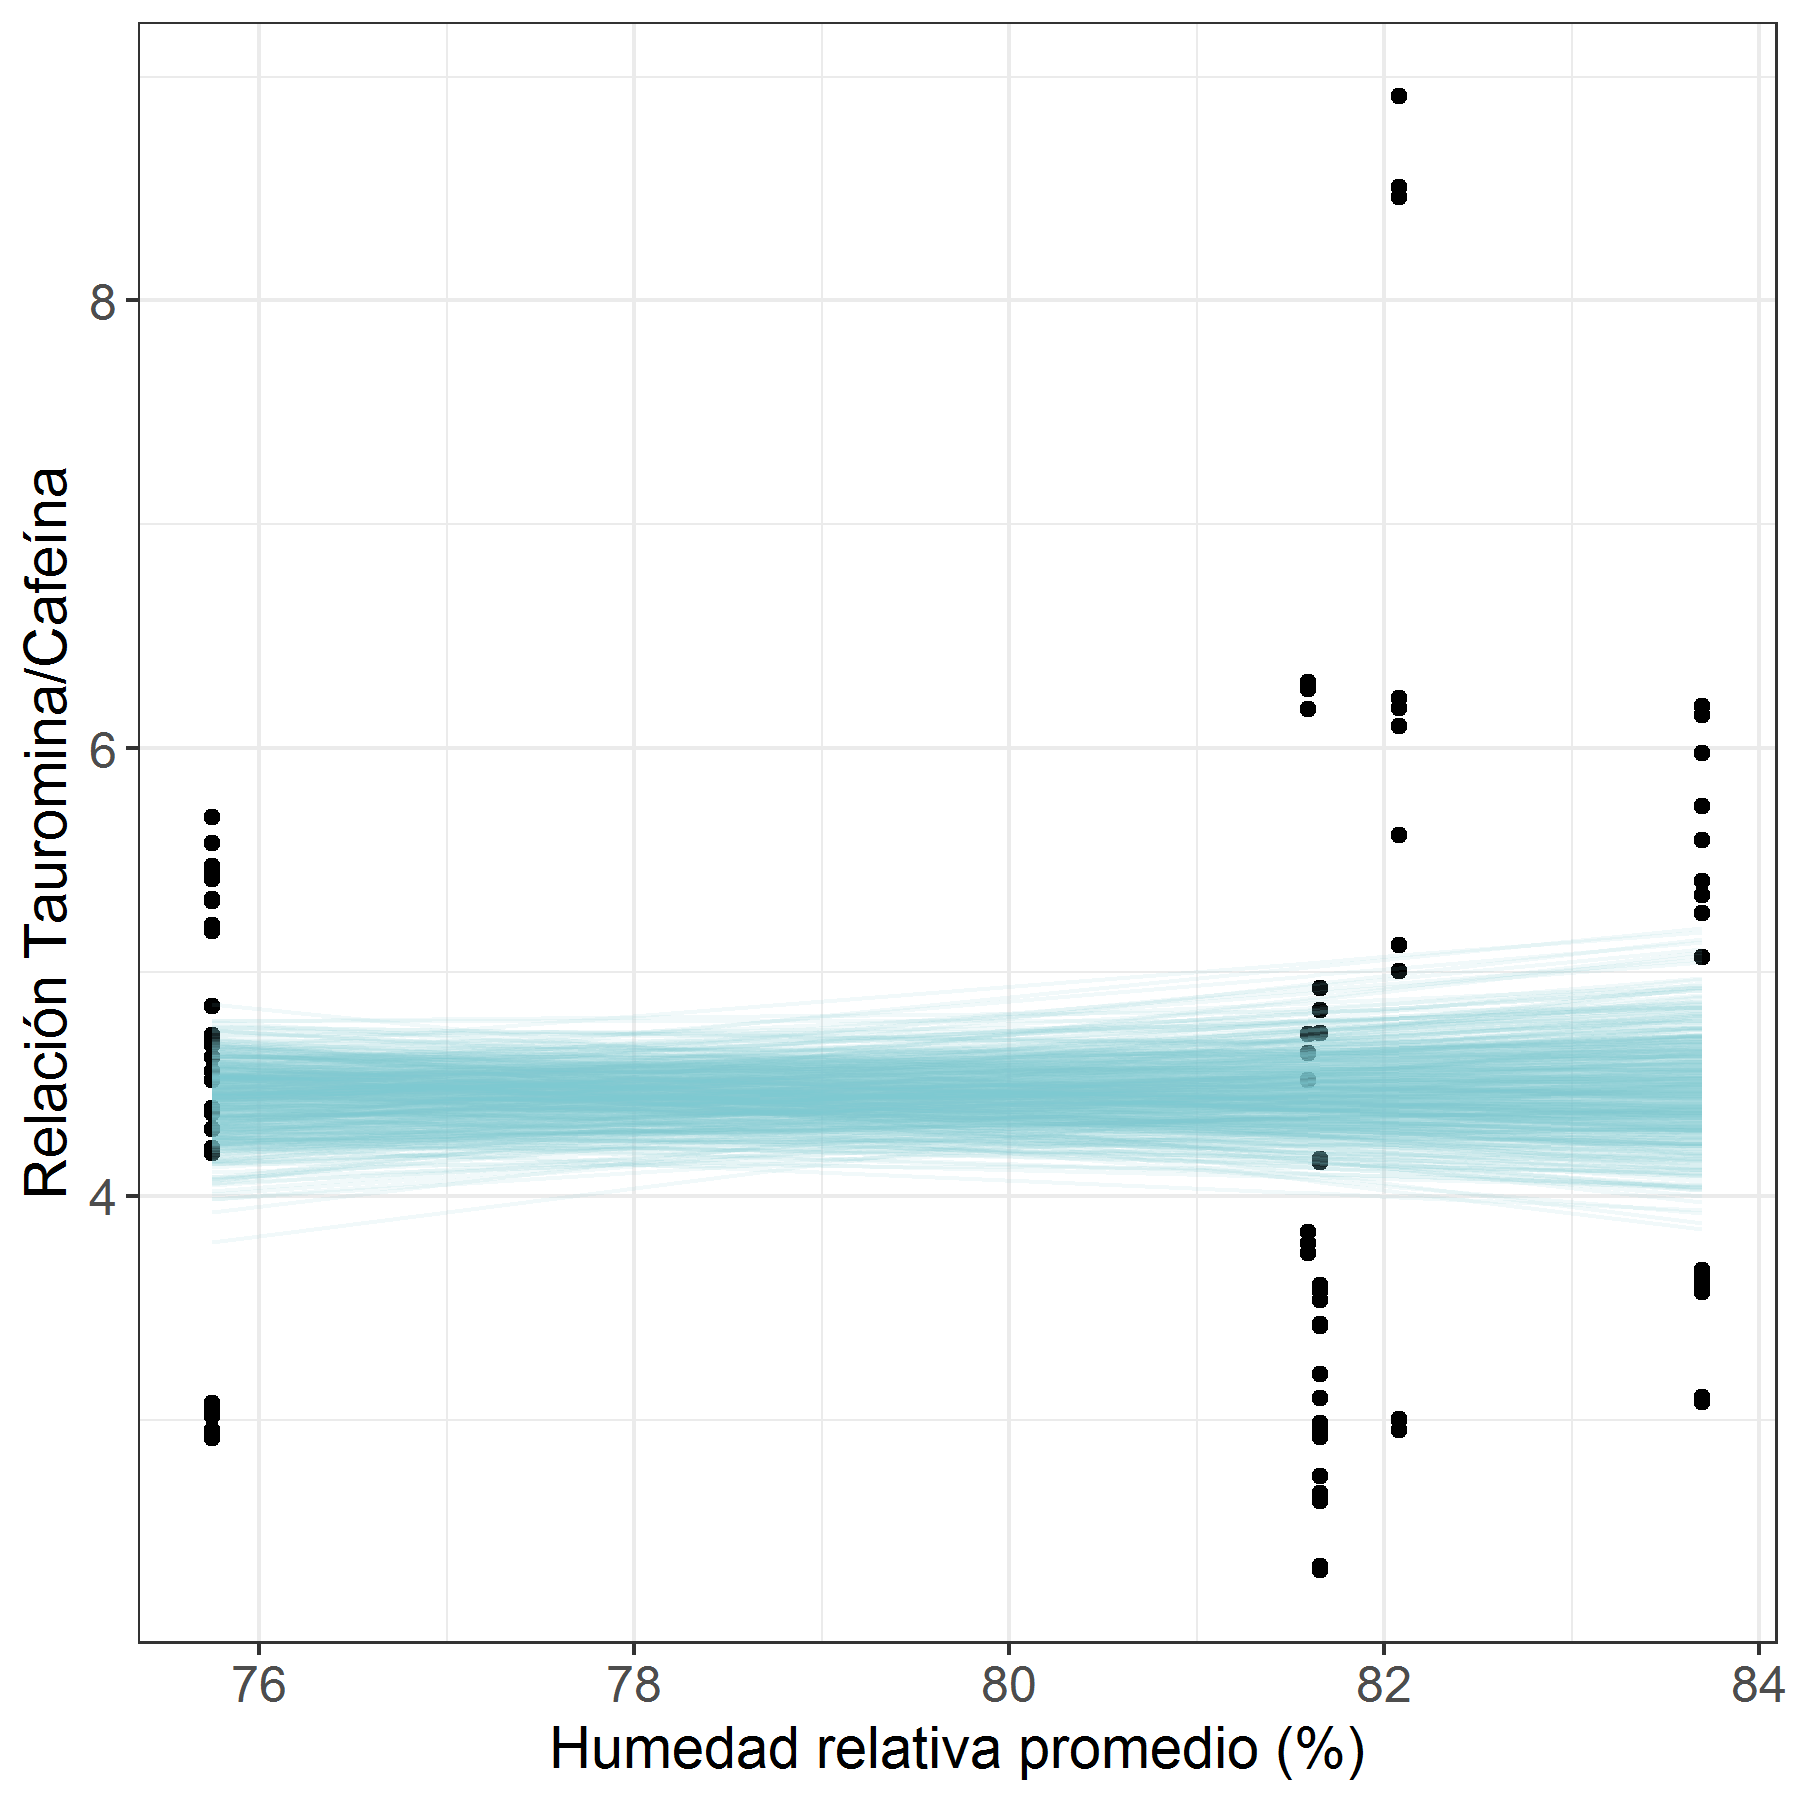 Relación Tauromina/Cafeína
8
6
4
76 78 80 82 84
Humedad relativa promedio (%)